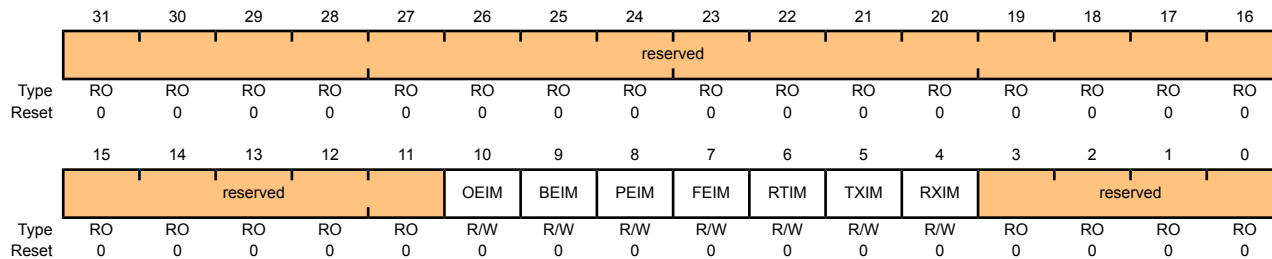 31 30 29 28 27 26 25 24 23 22 21 20 19 18 17 16
reserved
Type RO RO RO RO RO RO RO RO RO RO RO RO RO RO RO RO
Reset 0 0 0 0 0 0 0 0 0 0 0 0 0 0 0 0
15 14 13 12 11 10 9 8 7 6 5 4 3 2 1 0
reserved OEIM BEIM PEIM FEIM RTIM TXIM RXIM reserved
Type RO RO RO RO RO R/W R/W R/W R/W R/W R/W R/W RO RO RO RO
Reset 0 0 0 0 0 0 0 0 0 0 0 0 0 0 0 0